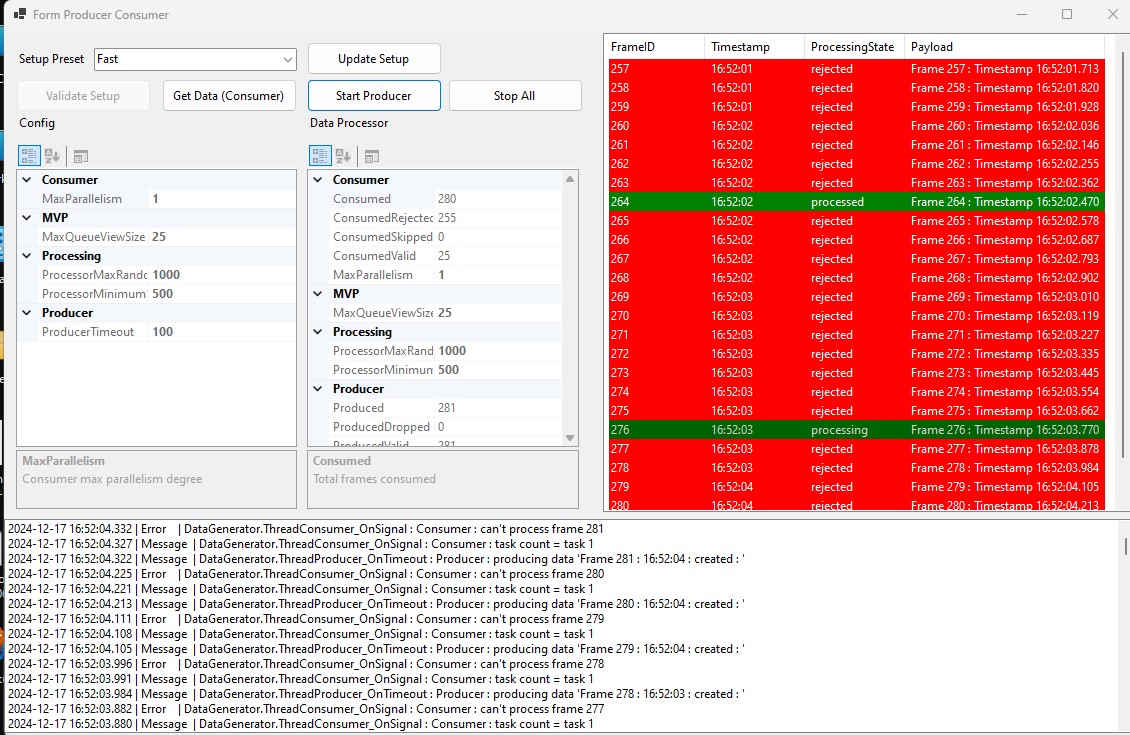 Form Producer Consumer
Setup Preset Fast Update Setup
Validate Setup Get Data (Consumer) Start Producer Stop All
Config Data Processor
Consumer
MaxParallelism 1
MVP
MaxQueueViewSize 25
Processing
ProcessorMaxRandc 1000
ProcessorMinimum 500
Producer
ProducerTimeout 100
MaxParallelism
Consumer max parallelism degree
Consumer
Consumed 280
ConsumedRejected 255
ConsumedSkipped 0
ConsumedValid 25
MaxParallelism 1
MVP
MaxQueueViewSize 25
Processing
ProcessorMaxRand 1000
ProcessorMinimum 500
Producer
Produced 281
ProducedDropped 0
ProducedValid 281
Consumed
Total frames consumed
FrameID Timestamp ProcessingState Payload
257 16:52:01 rejected Frame 257 : Timestamp 16:52:01.713
258 16:52:01 rejected Frame 258 : Timestamp 16:52:01.820
259 16:52:01 rejected Frame 259 : Timestamp 16:52:01.928
260 16:52:02 rejected Frame 260 : Timestamp 16:52:02.036
261 16:52:02 rejected Frame 261 : Timestamp 16:52:02.146
262 16:52:02 rejected Frame 262 : Timestamp 16:52:02.255
263 16:52:02 rejected Frame 263 : Timestamp 16:52:02.362
264 16:52:02 processed Frame 264 : Timestamp 16:52:02.470
265 16:52:02 rejected Frame 265 : Timestamp 16:52:02.578
266 16:52:02 rejected Frame 266 : Timestamp 16:52:02.687
267 16:52:02 rejected Frame 267 : Timestamp 16:52:02.793
268 16:52:02 rejected Frame 268 : Timestamp 16:52:02.902
269 16:52:03 rejected Frame 269 : Timestamp 16:52:03.010
270 16:52:03 rejected Frame 270 : Timestamp 16:52:03.119
271 16:52:03 rejected Frame 271 : Timestamp 16:52:03.227
272 16:52:03 rejected Frame 272 : Timestamp 16:52:03.335
273 16:52:03 rejected Frame 273 : Timestamp 16:52:03.445
274 16:52:03 rejected Frame 274 : Timestamp 16:52:03.554
275 16:52:03 rejected Frame 275 : Timestamp 16:52:03.662
276 16:52:03 processing Frame 276 : Timestamp 16:52:03.770
277 16:52:03 rejected Frame 277 : Timestamp 16:52:03.878
278 16:52:03 rejected Frame 278 : Timestamp 16:52:03.984
279 16:52:04 rejected Frame 279 : Timestamp 16:52:04.105
280 16:52:04 rejected Frame 280 : Timestamp 16:52:04.213
2024-12-17 16:52:04.332 | Error | DataGenerator.ThreadConsumer_OnSignal : Consumer : can't process frame 281
2024-12-17 16:52:04.327 | Message | DataGenerator.ThreadConsumer_OnSignal : Consumer : task count = task 1
2024-12-17 16:52:04.322 | Message | DataGenerator.ThreadProducer_OnTimeout : Producer : producing data 'Frame 281 : 16:52:04 : created : '
2024-12-17 16:52:04.225 | Error | DataGenerator.ThreadConsumer_OnSignal : Consumer : can't process frame 280
2024-12-17 16:52:04.221 | Message | DataGenerator.ThreadConsumer_OnSignal : Consumer : task count = task 1
2024-12-17 16:52:04.213 | Message | DataGenerator.ThreadProducer_OnTimeout : Producer : producing data 'Frame 280 : 16:52:04 : created : '
2024-12-17 16:52:04.111 | Error | DataGenerator.ThreadConsumer_OnSignal : Consumer : can't process frame 279
2024-12-17 16:52:04.108 | Message | DataGenerator.ThreadConsumer_OnSignal : Consumer : task count = task 1
2024-12-17 16:52:04.105 | Message | DataGenerator.ThreadProducer_OnTimeout : Producer : producing data 'Frame 279 : 16:52:04 : created : '
2024-12-17 16:52:03.996 | Error | DataGenerator.ThreadConsumer_OnSignal : Consumer : can't process frame 278
2024-12-17 16:52:03.991 | Message | DataGenerator.ThreadConsumer_OnSignal : Consumer : task count = task 1
2024-12-17 16:52:03.984 | Message | DataGenerator.ThreadProducer_OnTimeout : Producer : producing data 'Frame 278 : 16:52:03 : created : '
2024-12-17 16:52:03.882 | Error | DataGenerator.ThreadConsumer_OnSignal : Consumer : can't process frame 277
2024-12-17 16:52:03.880 | Message | DataGenerator.ThreadConsumer_OnSignal : Consumer : task count = task 1